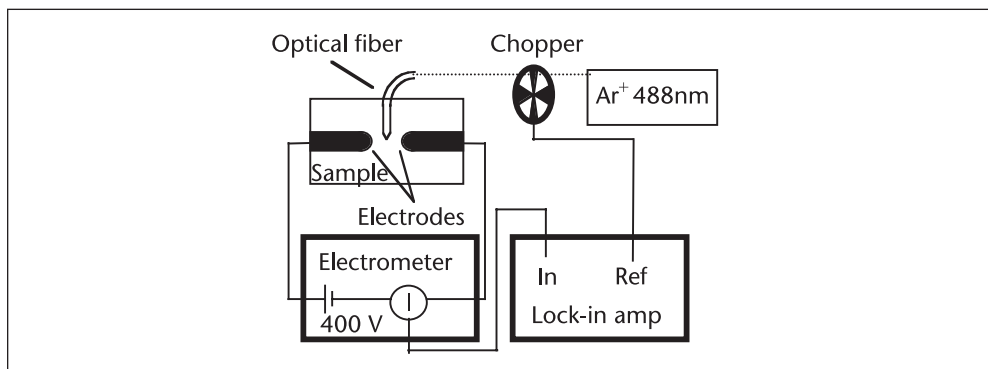 Optical fiber
Chopper
Ar+ 488nm
Sample
Electrodes
Electrometer
I
400 V
In
Ref
Lock-in amp